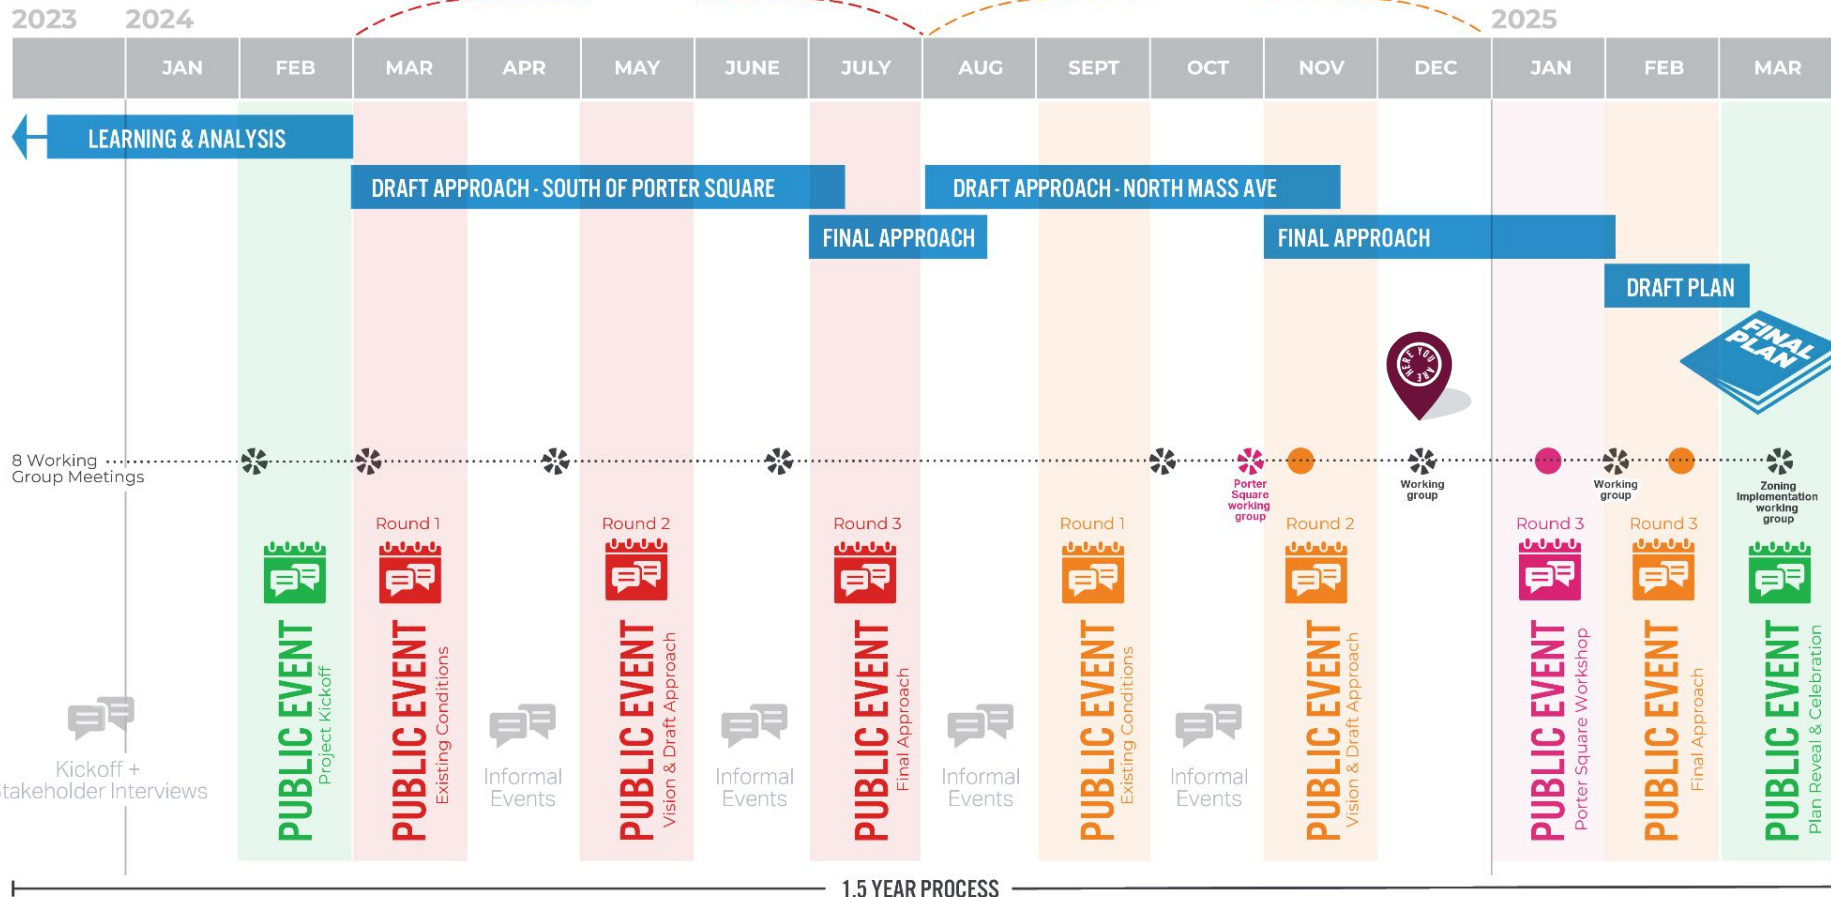 2023 2024 2025
JAN FEB MAR APR MAY JUNE JULY AUG SEPT OCT NOV DEC JAN FEB MAR
LEARNING & ANALYSIS
DRAFT APPROACH - SOUTH OF PORTER SQUARE
DRAFT APPROACH - NORTH MASS AVE
FINAL APPROACH
FINAL APPROACH
DRAFT PLAN
FINAL
PLAN
YOU ARE HERE
8 Working
Group Meetings
Porter
Square
working
group
Working
group
Working
group
Zoning
Implementation
working
group
Round 1
Round 2
Round 3
Round 1
Round 2
Round 3
Round 3
Kickoff +
Stakeholder Interviews
PUBLIC EVENT
Project Kickoff
PUBLIC EVENT
Existing Conditions
Informal
Events
PUBLIC EVENT
Vision & Draft Approach
Informal
Events
PUBLIC EVENT
Final Approach
Informal
Events
PUBLIC EVENT
Existing Conditions
Informal
Events
PUBLIC EVENT
Vision & Draft Approach
PUBLIC EVENT
Porter Square Workshop
PUBLIC EVENT
Final Approach
PUBLIC EVENT
Plan Reveal & Celebration
1.5 YEAR PROCESS